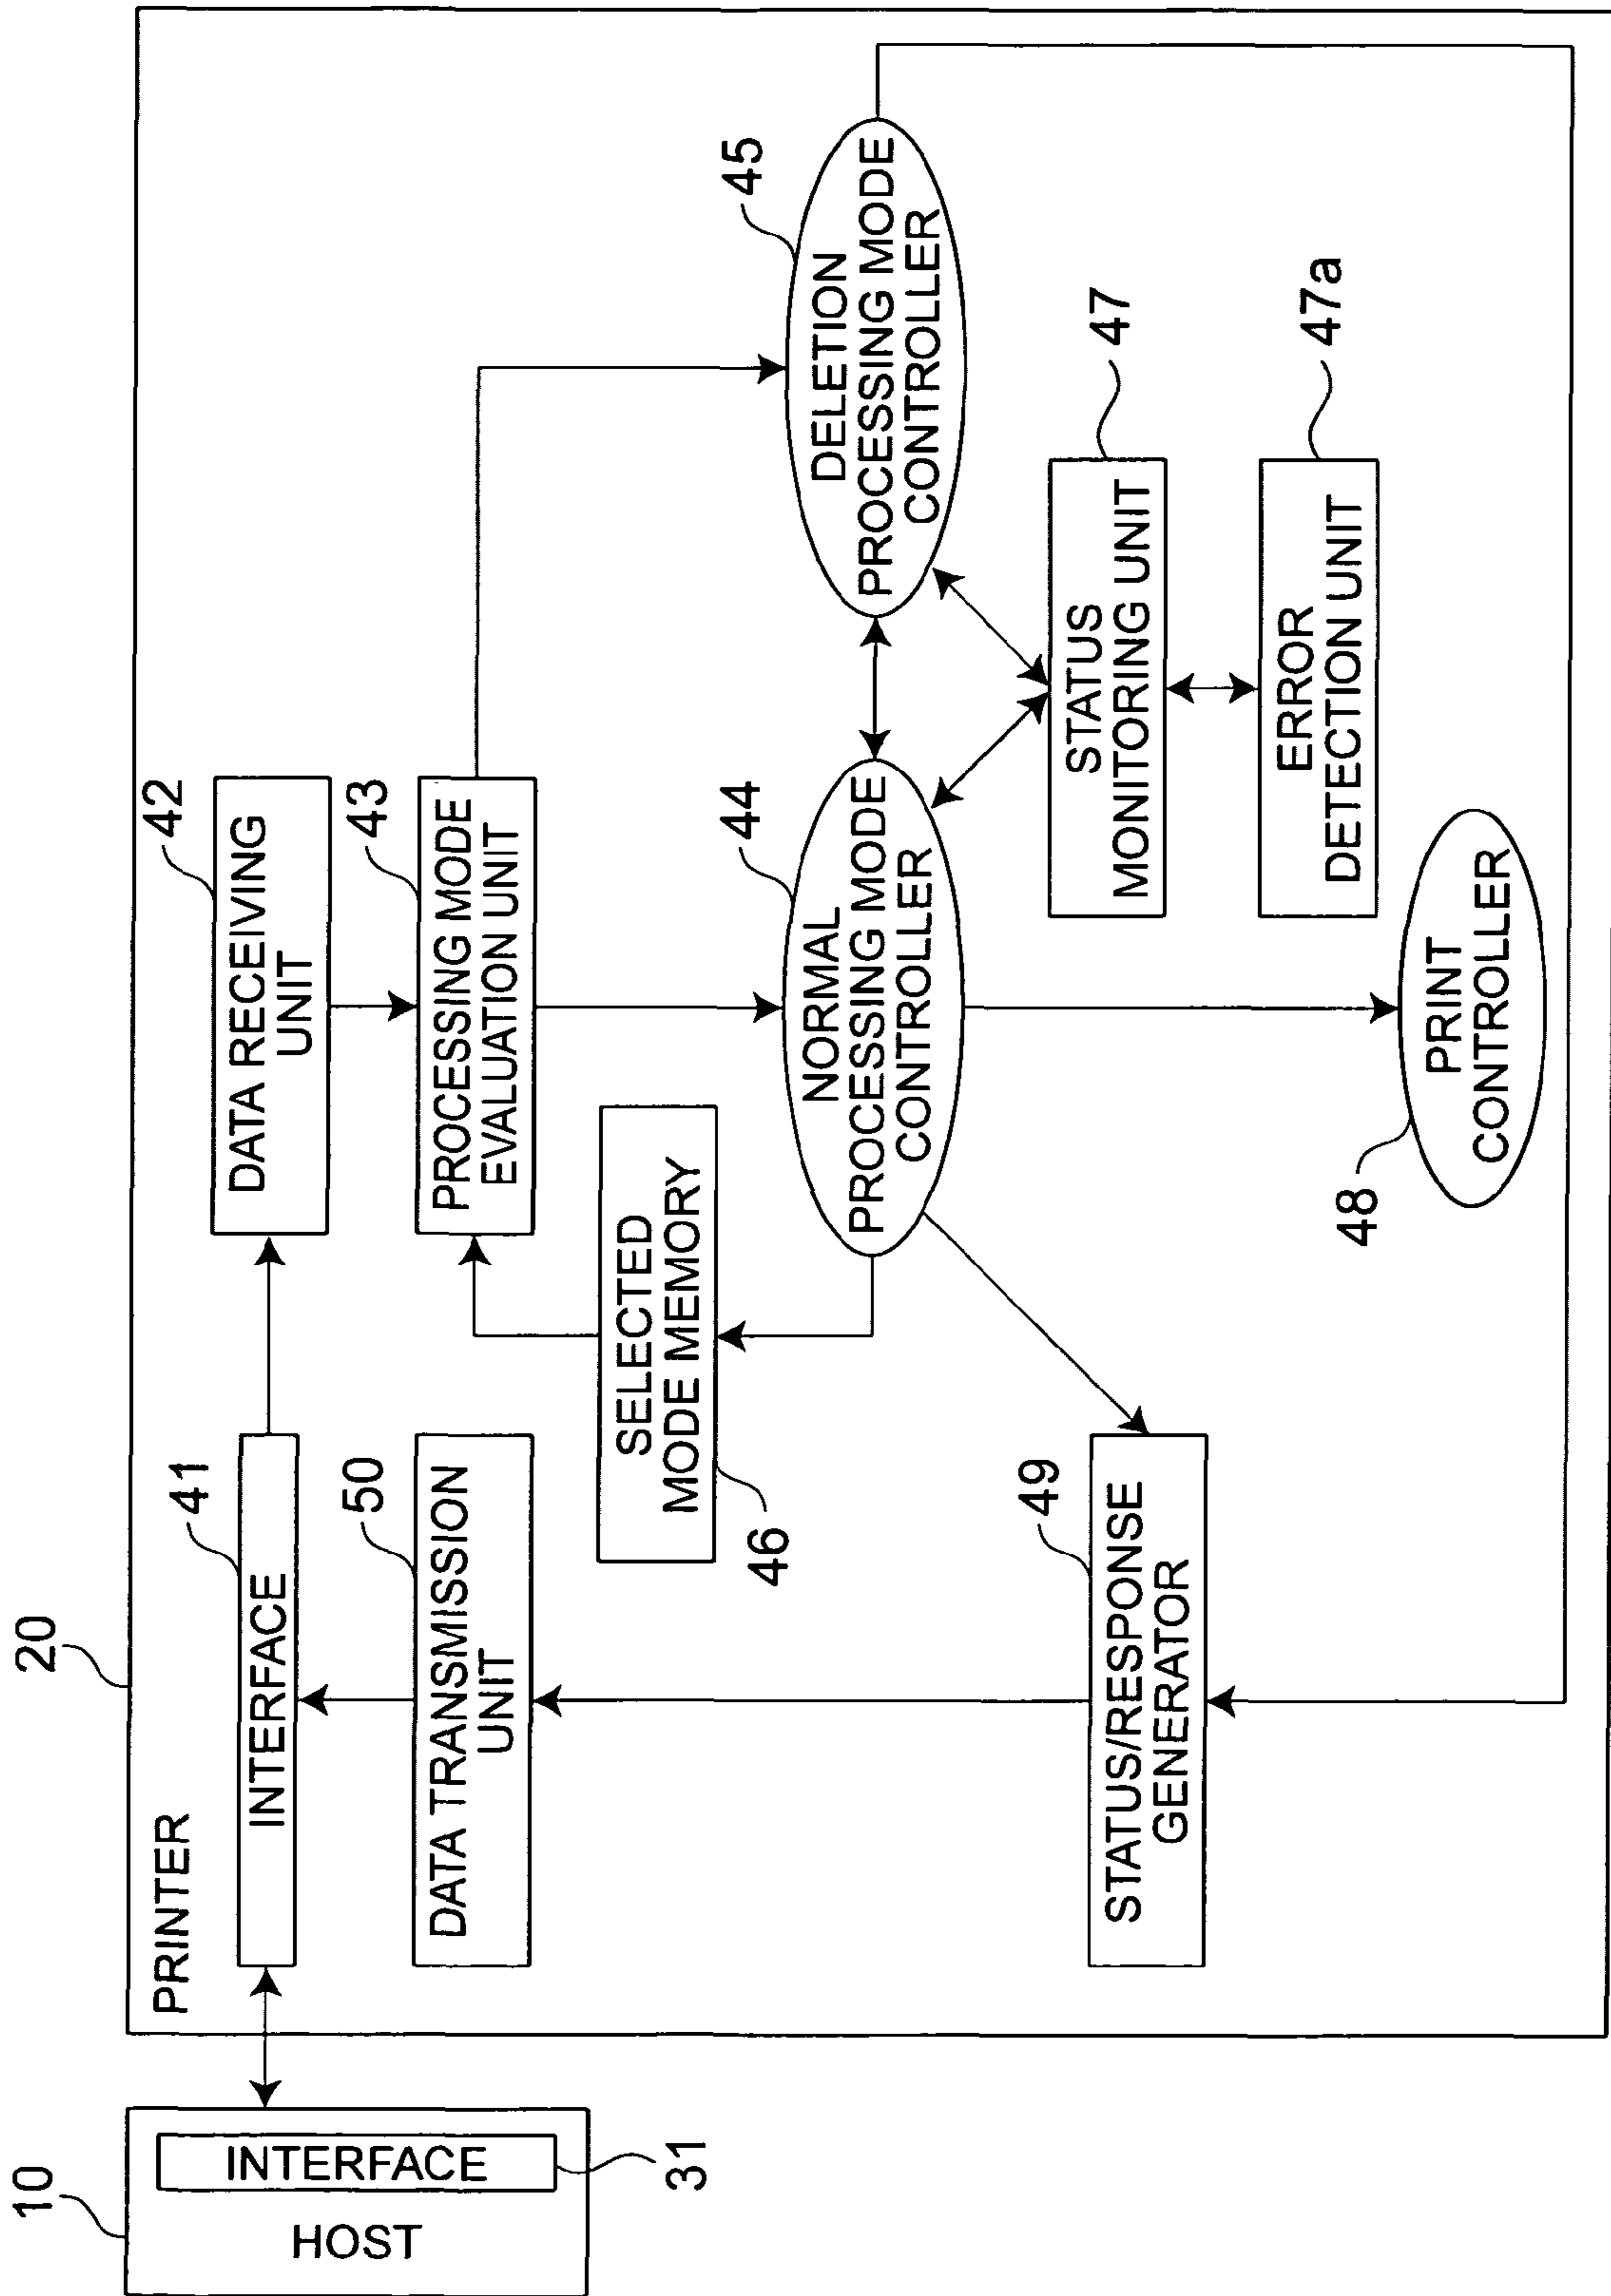 10
HOST
INTERFACE
31
20
PRINTER
INTERFACE
41
DATA RECEIVING
UNIT
42
DATA TRANSMISSION
UNIT
50
PROCESSING MODE
EVALUATION UNIT
43
SELECTED
MODE MEMORY
46
NORMAL
PROCESSING MODE
CONTROLLER
44
DELETION
PROCESSING MODE
CONTROLLER
45
STATUS/RESPONSE
GENERATOR
49
STATUS
MONITORING UNIT
47
ERROR
DETECTION UNIT
47a
PRINT
CONTROLLER
48